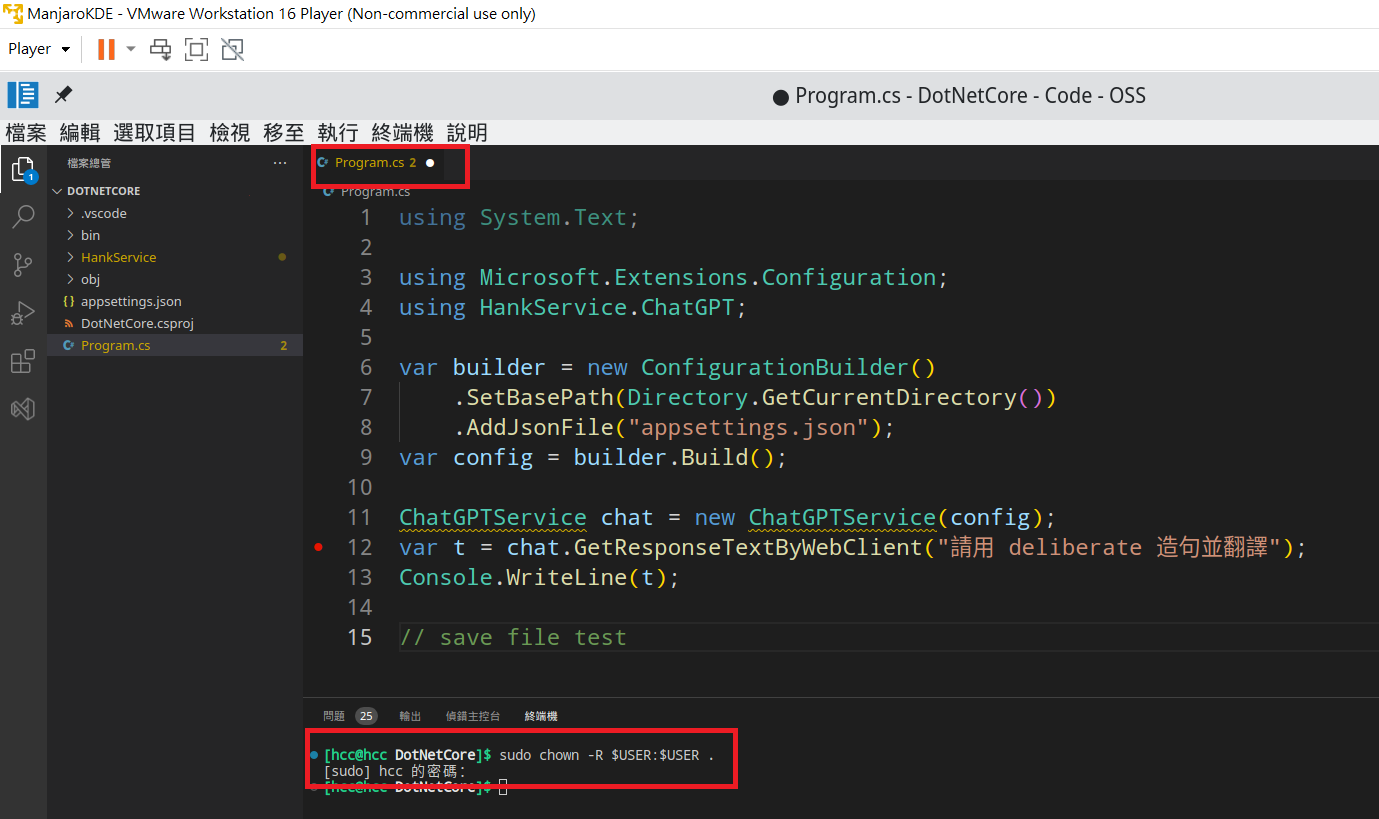 ManjaroKDE - VMware Workstation 16 Player (Non-commercial use only)
Player
Program.cs - DotNetCore - Code - OSS
檔案 編輯 選取項目 檢視 移至 執行 終端機 說明
檔案總管 ...
1
DOTNETCORE
.vscode
bin
HankService
obj
{} appsettings.json
DotNetCore.csproj
C# Program.cs 2
C# Program.cs 2
C# Program.cs
1 using System.Text;
2
3 using Microsoft.Extensions.Configuration;
4 using HankService.ChatGPT;
5
6 var builder = new ConfigurationBuilder()
7 .SetBasePath(Directory.GetCurrentDirectory())
8 .AddJsonFile("appsettings.json");
9 var config = builder.Build();
10
11 ChatGPTService chat = new ChatGPTService(config);
12 var t = chat.GetResponseTextByWebClient("請用 deliberate 造句並翻譯");
13 Console.WriteLine(t);
14
15 // save file test
問題 25 輸出 偵錯主控台 終端機
[hcc@hcc DotNetCore]$ sudo chown -R $USER:$USER .
[sudo] hcc 的密碼：
[hcc@hcc DotNetCore]$